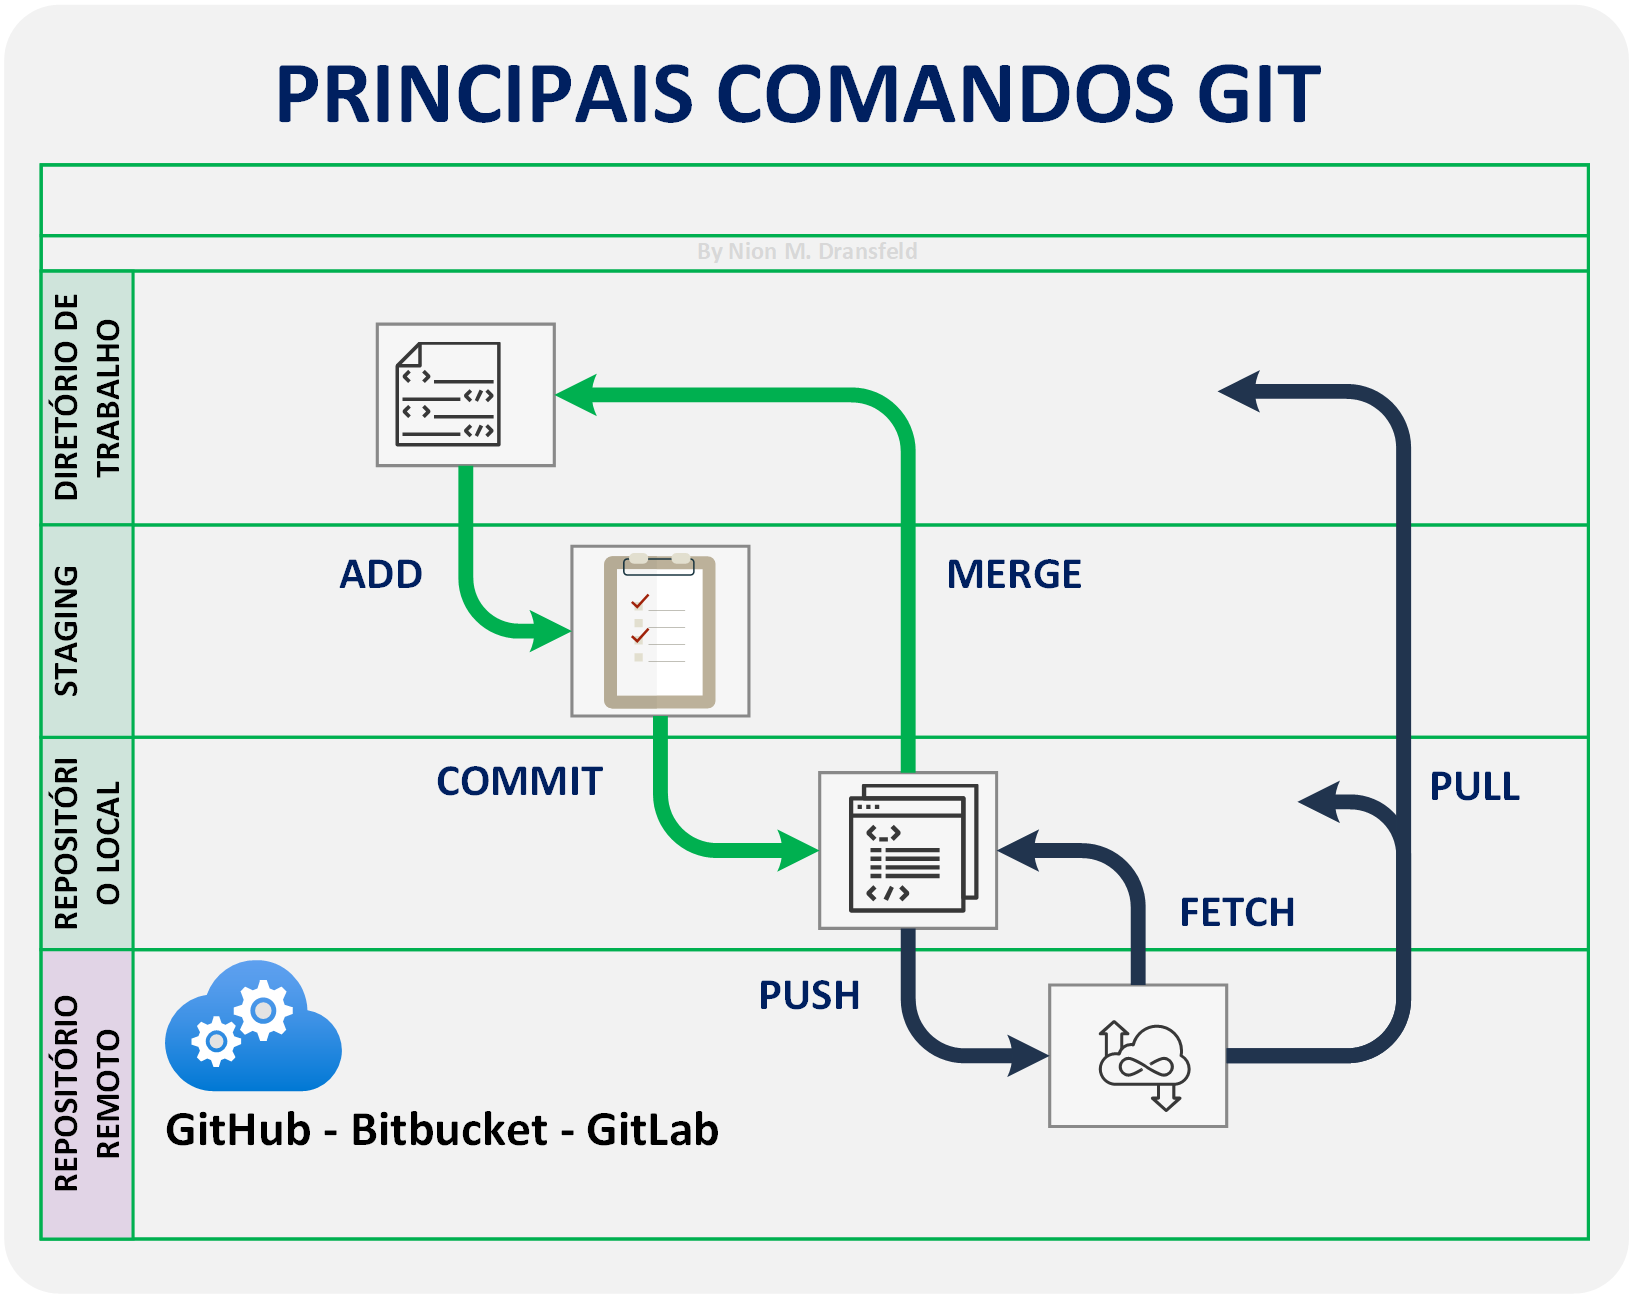 PRINCIPAIS COMANDOS GIT
By Nion M. Dransfeld
DIRETÓRIO DE
TRABALHO
STAGING
ADD
MERGE
REPOSITÓRI
O LOCAL
COMMIT
PULL
FETCH
REPOSITÓRIO
REMOTO
PUSH
GitHub - Bitbucket - GitLab